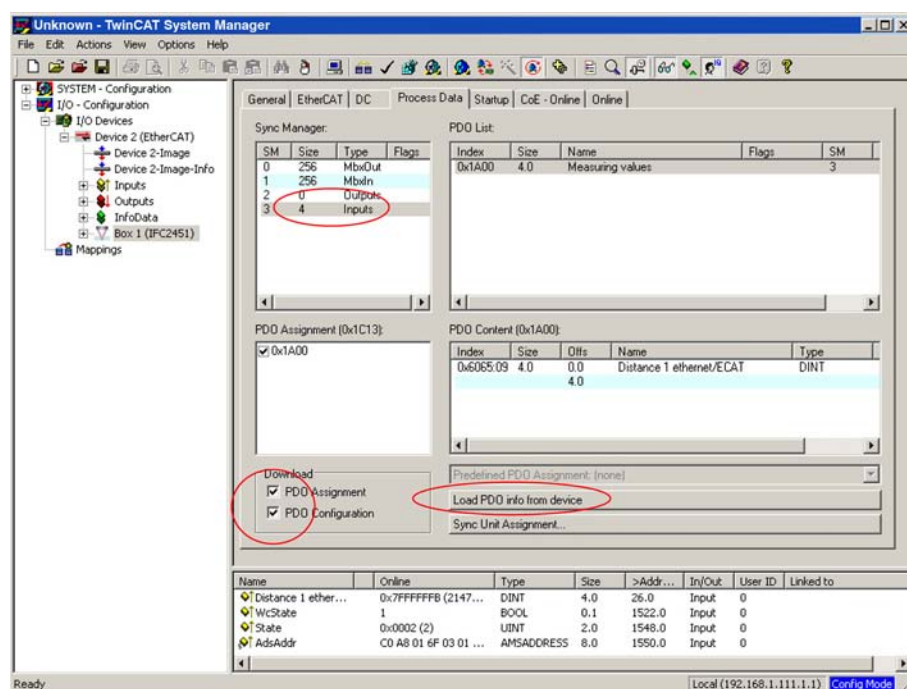 Unknown - TwinCAT System Manager
File Edit Actions View Options Help
SYSTEM - Configuration
I/O - Configuration
I/O Devices
Device 2 (EtherCAT)
Device 2-Image
Device 2-Image-Info
Inputs
Outputs
InfoData
Box 1 (IFC2451)
Mappings
General EtherCAT DC Process Data Startup CoE - Online Online
Sync Manager:
SM Size Type Flags
0 256 MbxOut
1 256 MbxIn
2 0 Outputs
3 4 Inputs
PDO List:
Index Size Name Flags SM
0x1A00 4.0 Measuring values 3
PDO Assignment (0x1C13):
0x1A00
PDO Content (0x1A00):
Index Size Offs Name Type
0x6065:09 4.0 0.0 Distance 1 ethernet/ECAT DINT
4.0
Download
PDO Assignment
PDO Configuration
Predefined PDO Assignment: (none)
Load PDO info from device
Sync Unit Assignment...
Name Online Type Size >Addr... In/Out User ID Linked to
Distance 1 ether... 0x7FFFFFFB (2147... DINT 4.0 26.0 Input 0
WcState 1 BOOL 0.1 1522.0 Input 0
State 0x0002 (2) UINT 2.0 1548.0 Input 0
AdsAddr C0 A8 01 6F 03 01 ... AMSADDRESS 8.0 1550.0 Input 0
Ready
Local (192.168.1.111.1.1) Config Mode